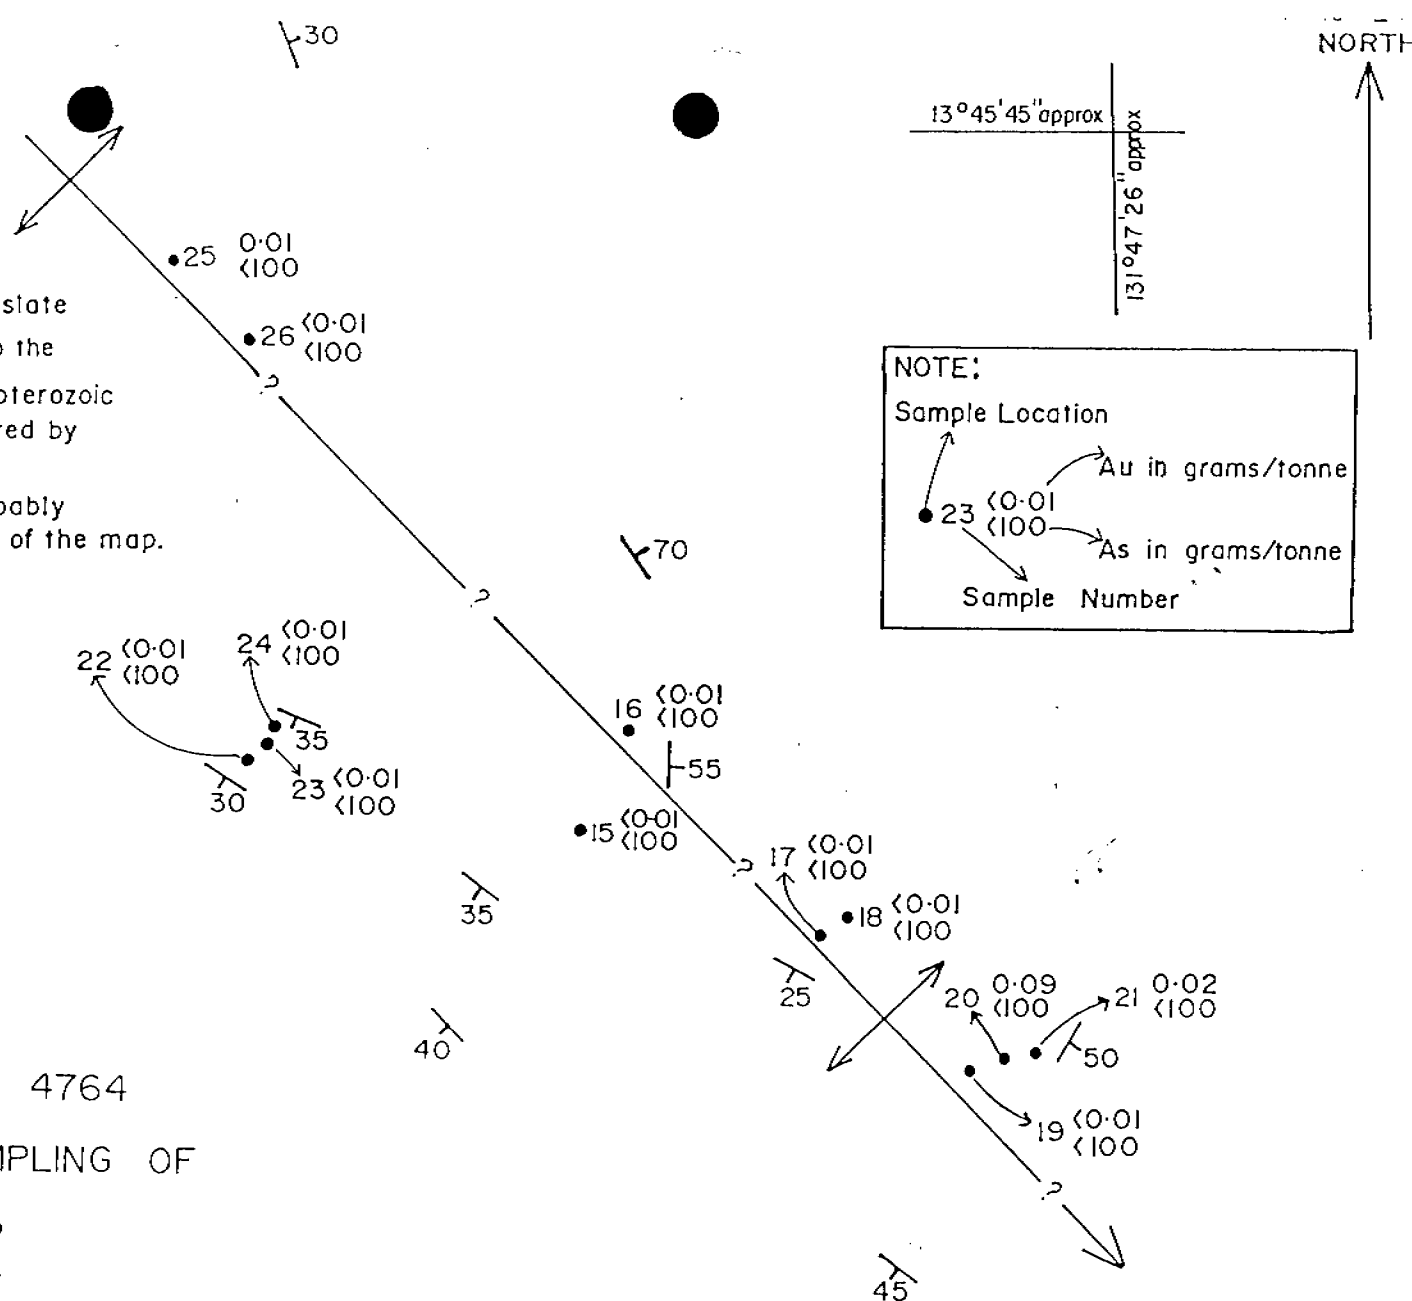 30
NORTH
13°45'45"approx
131°47'26"approx
25 0·01
<100
26 <0·01
<100
?
slate
the
oterozoic
red by
bably
of the map.
NOTE:
Sample Location
Au in grams/tonne
23 <0·01
<100
As in grams/tonne
Sample Number
70
?
22 <0·01
<100
24 <0·01
<100
35
23 <0·01
<100
30
16 <0·01
<100
55
15 <0·01
<100
?
17 <0·01
<100
18 <0·01
<100
35
25
40
20 0·09
<100
21 0·02
<100
50
19 <0·01
<100
?
45
4764
MPLING OF